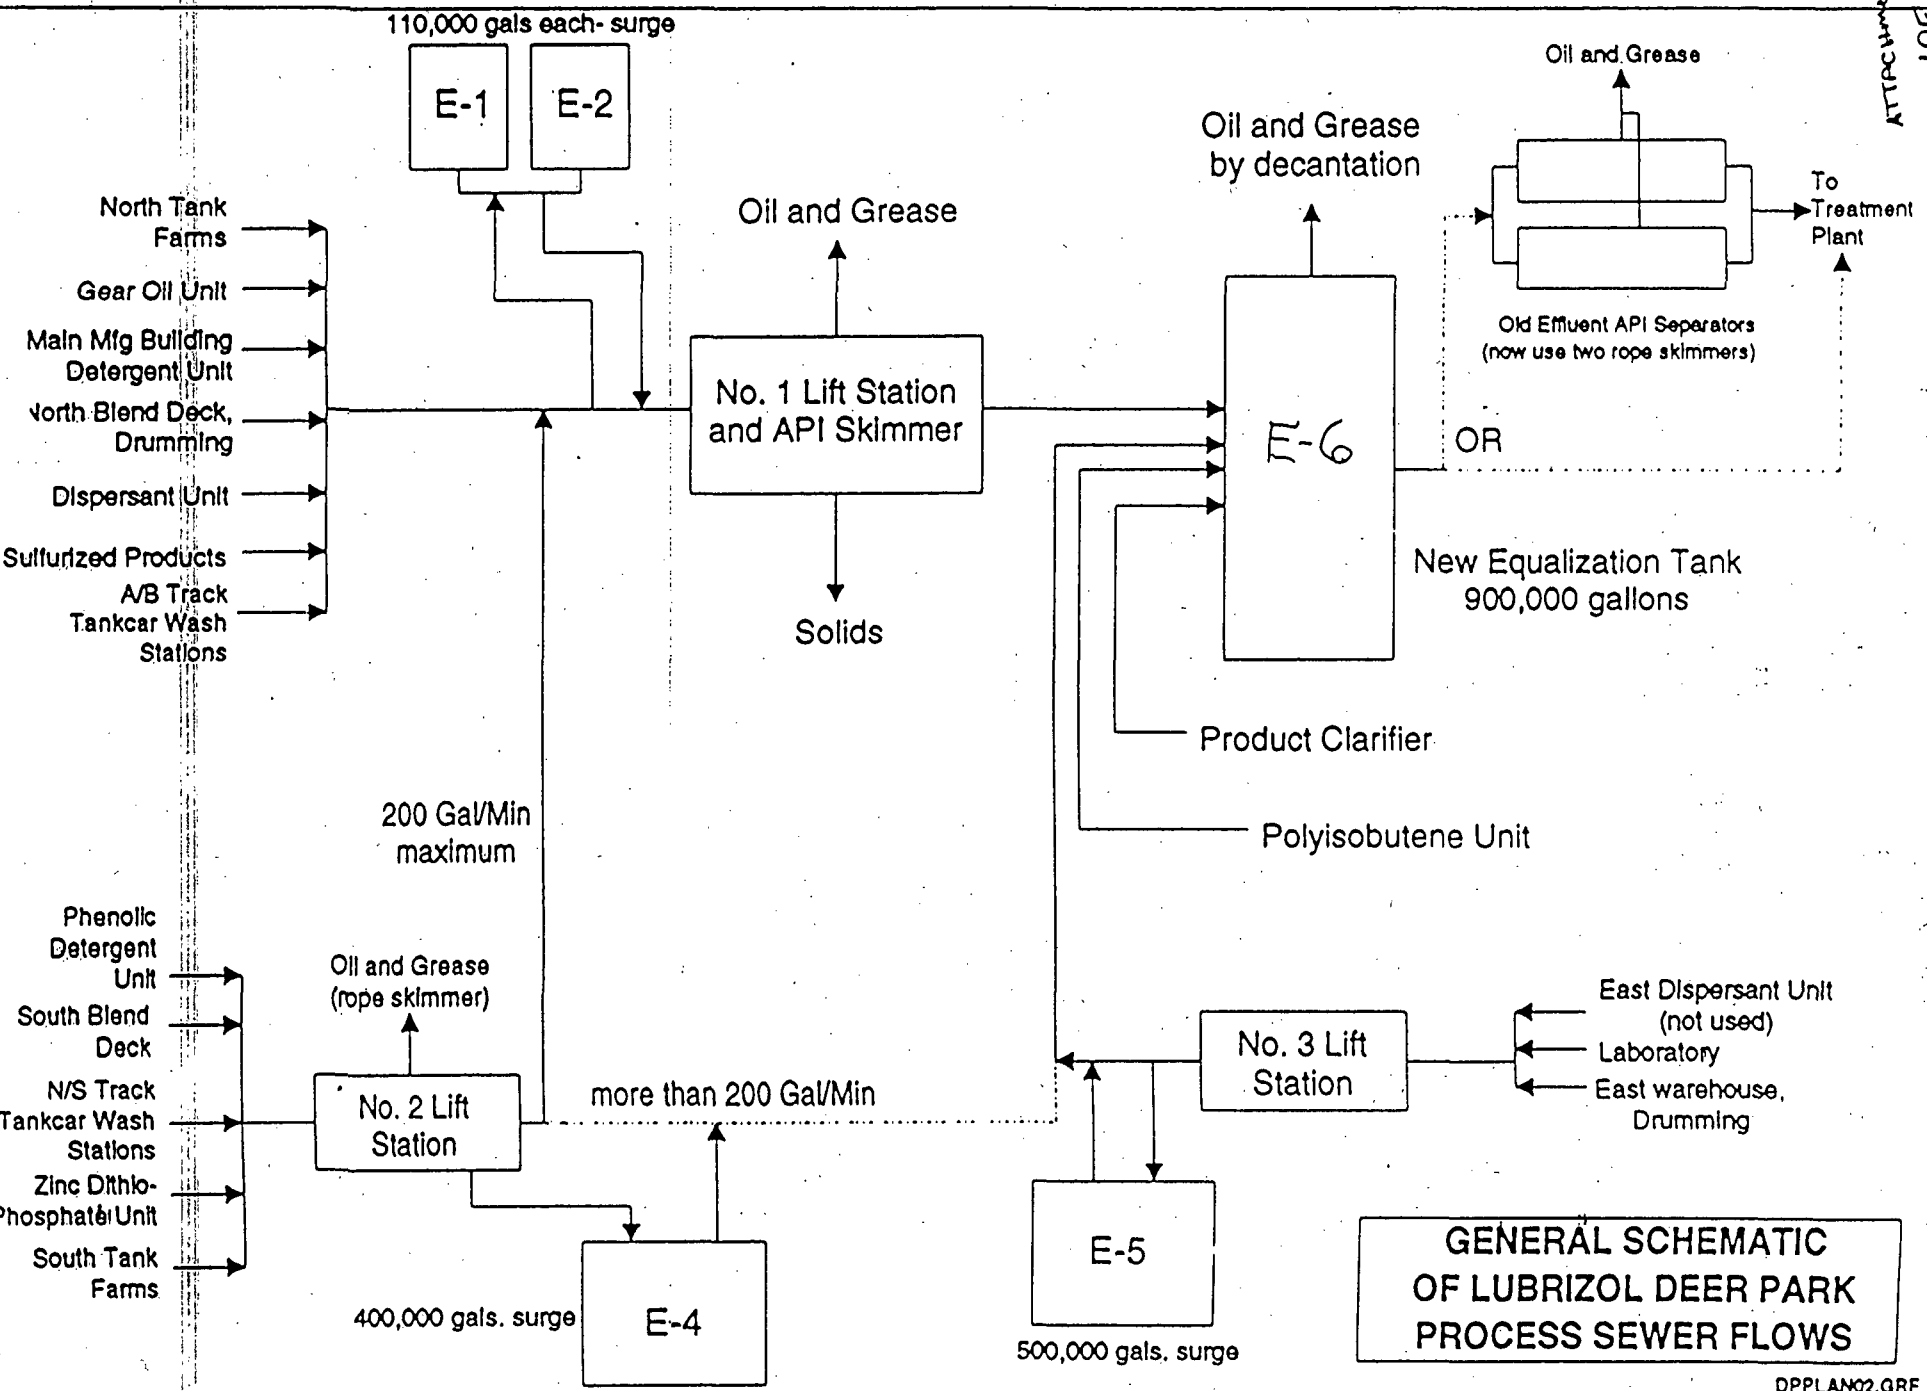 110,000 gals each- surge
E-1
E-2
North Tank
Farms
Gear Oil Unit
Main Mfg Building
Detergent Unit
North Blend Deck,
Drumming
Dispersant Unit
Sulfurized Products
A/B Track
Tankcar Wash
Stations
Oil and Grease
No. 1 Lift Station
and API Skimmer
Solids
Oil and Grease
by decantation
E-6
New Equalization Tank
900,000 gallons
Oil and Grease
To
Treatment
Plant
Old Effluent API Separators
(now use two rope skimmers)
OR
Product Clarifier
Polyisobutene Unit
200 Gal/Min
maximum
Phenolic
Detergent
Unit
South Blend
Deck
N/S Track
Tankcar Wash
Stations
Zinc Dithio-
Phosphate Unit
South Tank
Farms
Oil and Grease
(rope skimmer)
No. 2 Lift
Station
more than 200 Gal/Min
400,000 gals. surge
E-4
No. 3 Lift
Station
East Dispersant Unit
(not used)
Laboratory
East warehouse,
Drumming
E-5
500,000 gals. surge
GENERAL SCHEMATIC
OF LUBRIZOL DEER PARK
PROCESS SEWER FLOWS
DPPLAN02.GRF